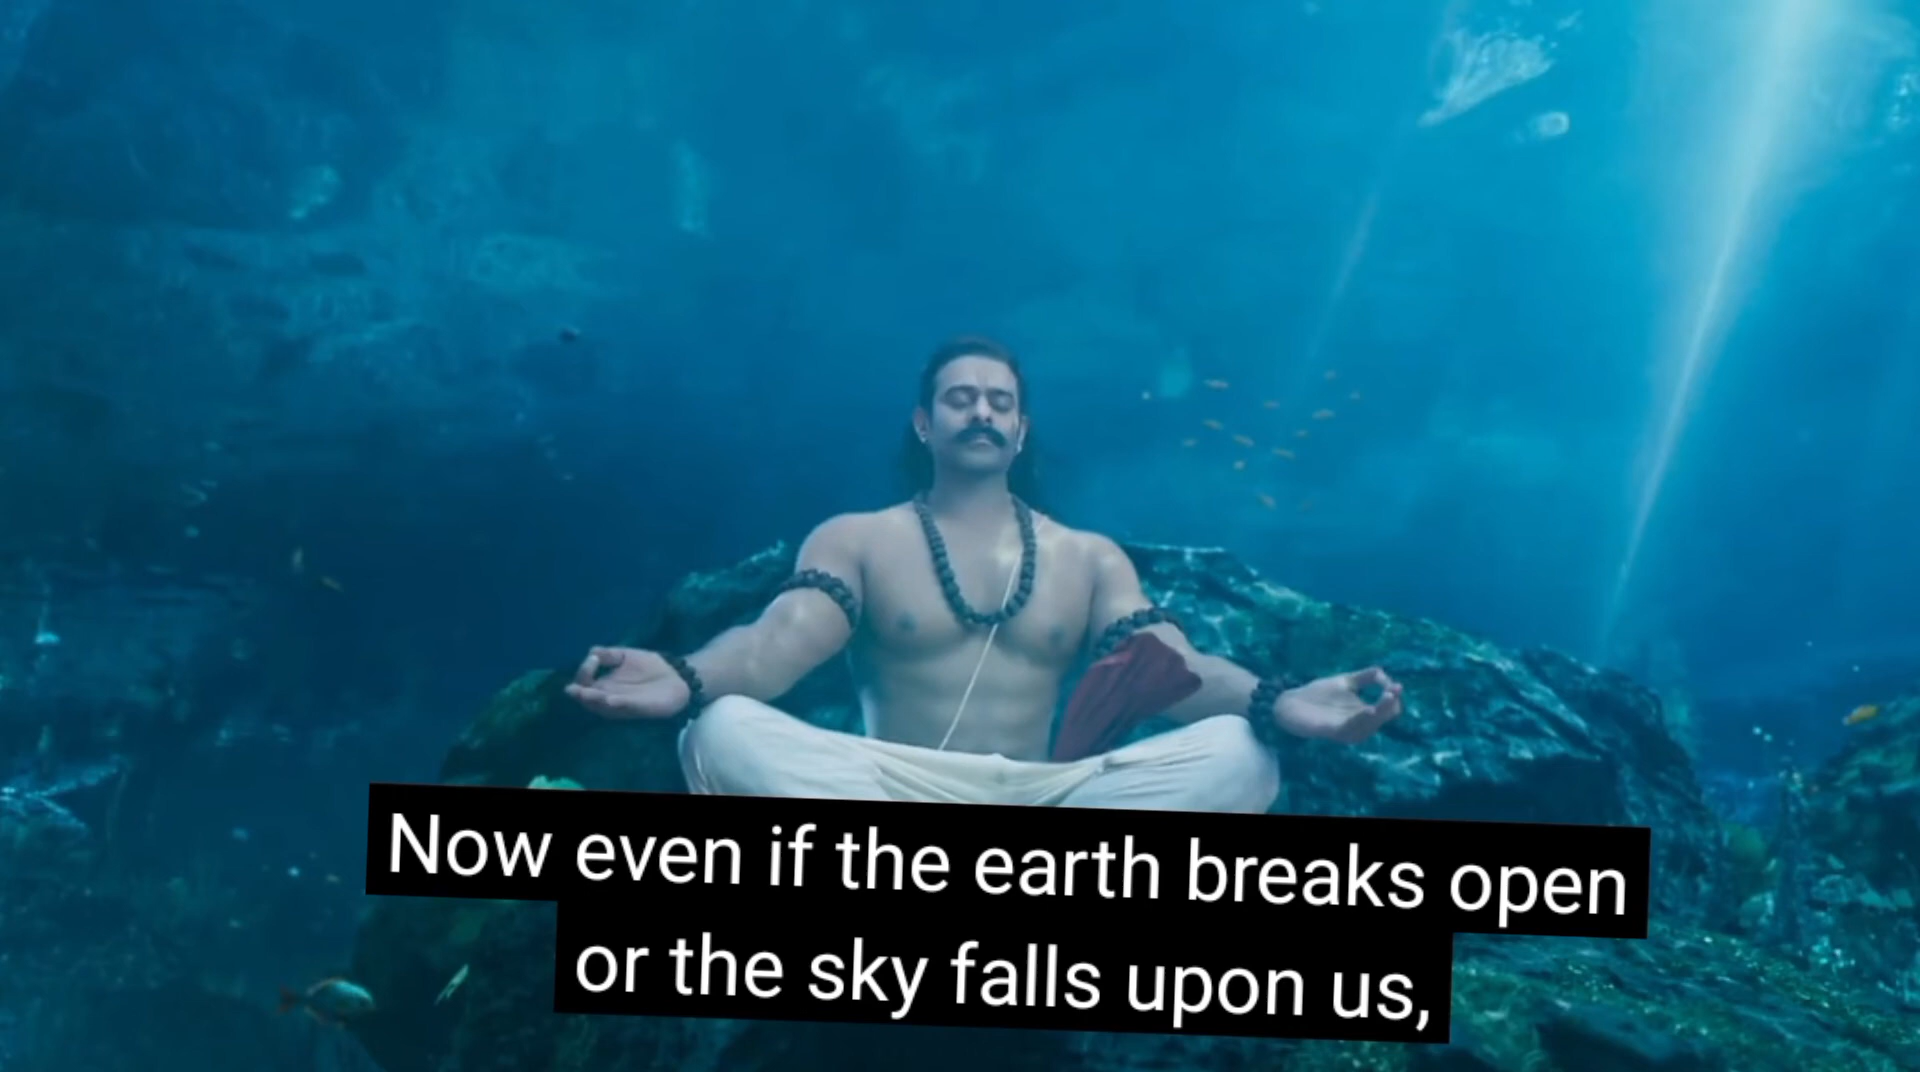 Now even if the earth breaks open
or the sky falls upon us,